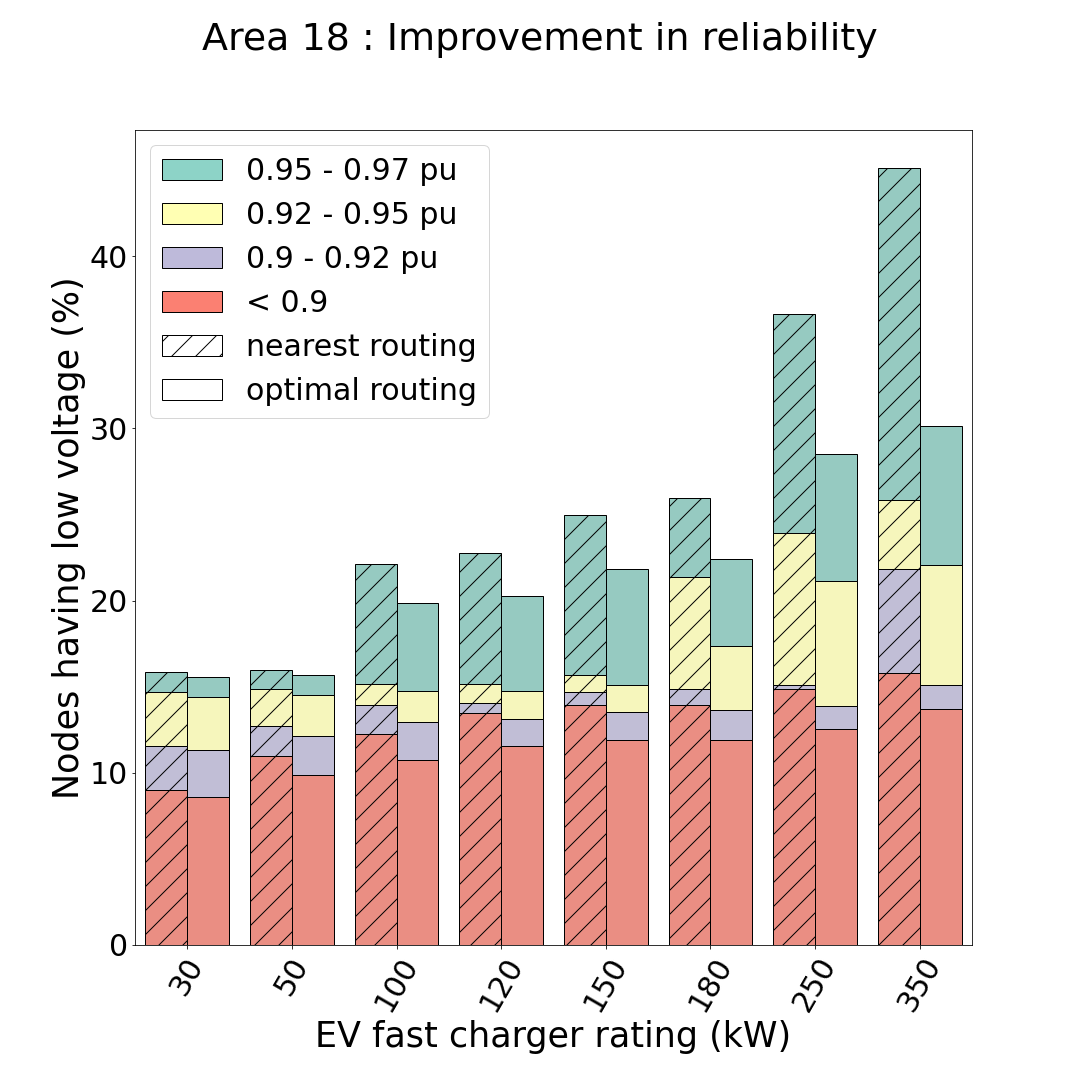 Area 18 : Improvement in reliability
0.95 - 0.97 pu
0.92 - 0.95 pu
0.9 - 0.92 pu
< 0.9
nearest routing
optimal routing
Nodes having low voltage (%)
40
30
20
10
0
30 50 100 120 150 180 250 350
EV fast charger rating (kW)